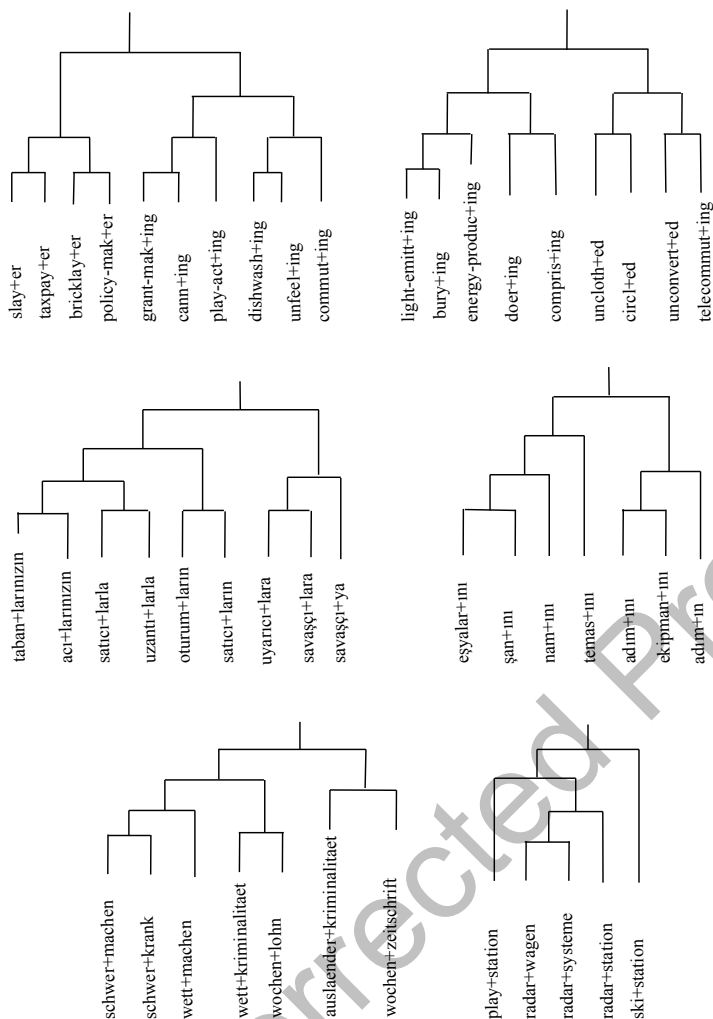 slay+er
taxpay+er
bricklay+er
policy-mak+er
grant-mak+ing
cann+ing
play-act+ing
dishwash+ing
unfeel+ing
commut+ing
light-emitt+ing
bury+ing
energy-produc+ing
doer+ing
compris+ing
uncloth+ed
circl+ed
unconvert+ed
telecommut+ing
taban+larınızın
acı+larınızın
satıcı+larla
uzantı+larla
oturum+ların
satıcı+ların
uyarıcı+lara
savaşçı+lara
savaşçı+ya
eşyalar+ını
şan+ını
nam+ını
temas+ını
adım+ını
ekipman+ını
adım+ın
schwer+machen
schwer+krank
wett+machen
wett+kriminalitaet
wochen+lohn
auslaender+kriminalitaet
wochen+zeitschrift
play+station
radar+wagen
radar+systeme
radar+station
ski+station
rrected Pr